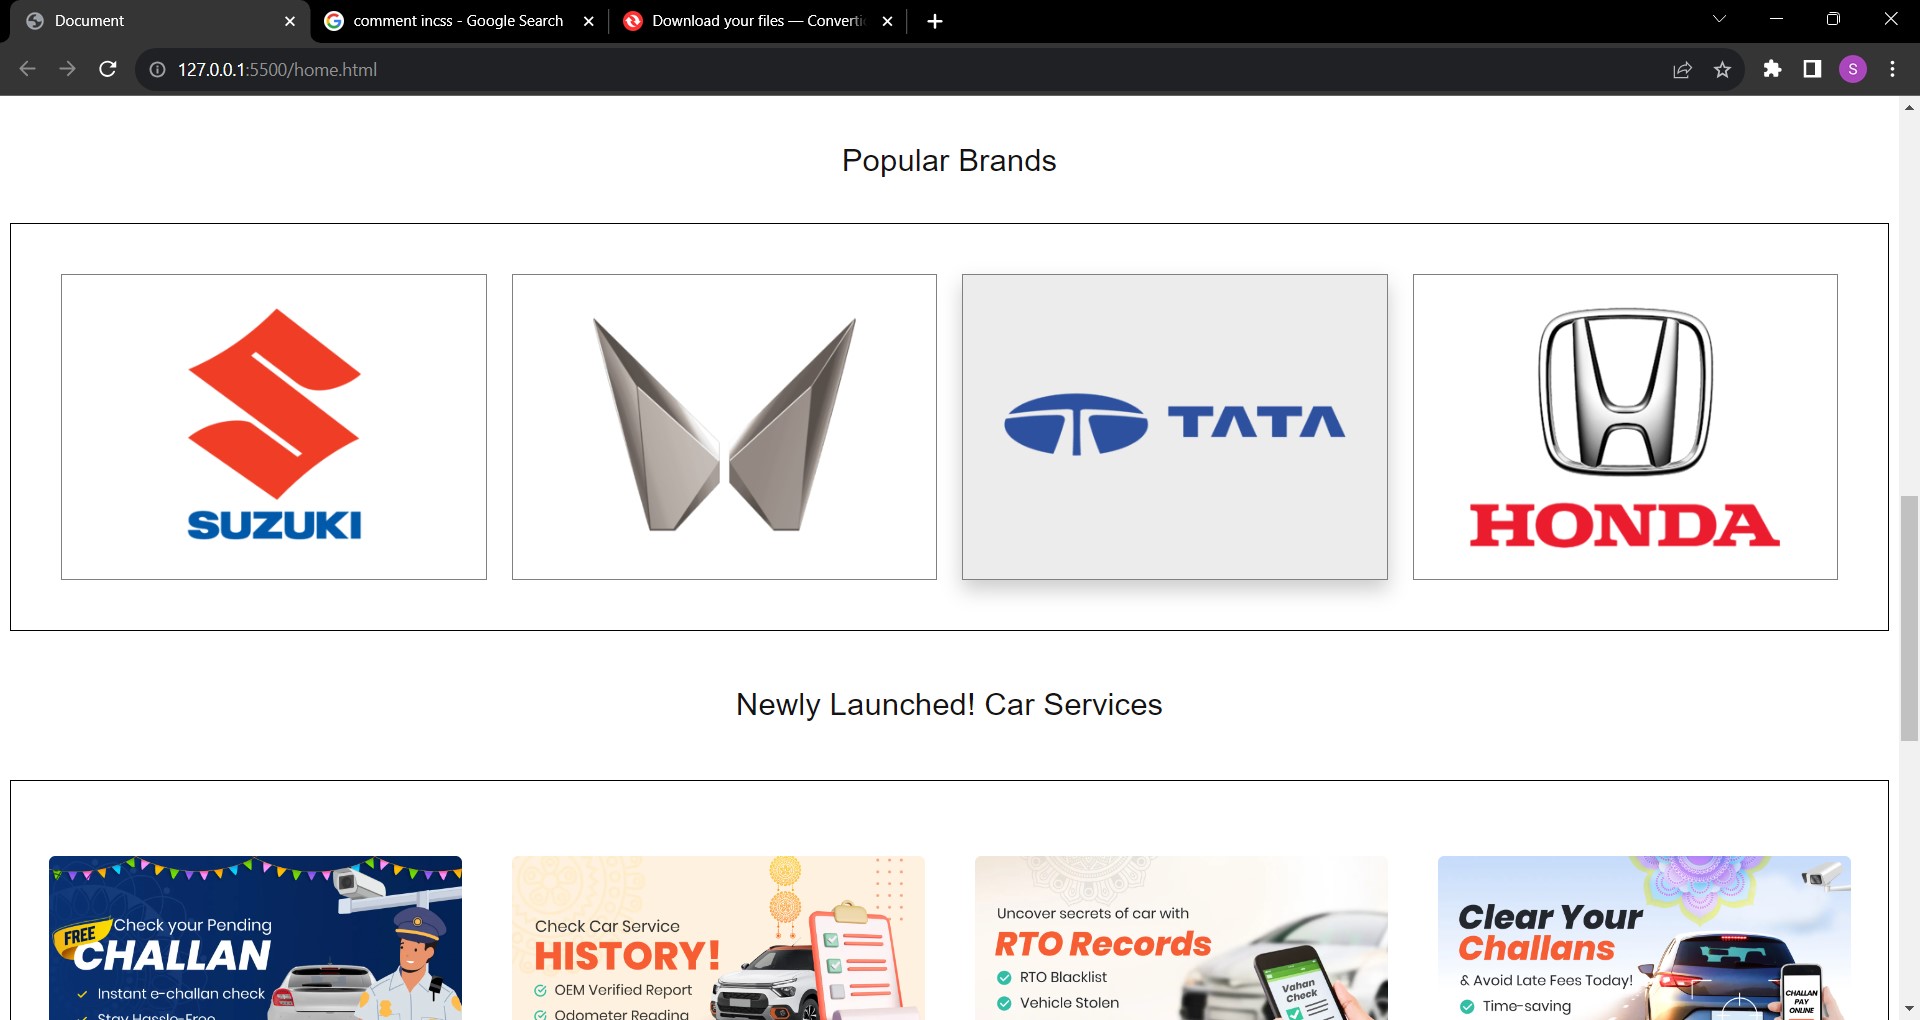 Document
comment incss - Google Search
Download your files — Converti
127.0.0.1:5500/home.html
S
Popular Brands
SUZUKI
TATA
HONDA
Newly Launched! Car Services
FREE
Check your Pending
CHALLAN
Instant e-challan check
Stay Hassle-Free
Check Car Service
HISTORY!
OEM Verified Report
Odometer Reading
Uncover secrets of car with
RTO Records
RTO Blacklist
Vehicle Stolen
Vahan
Check
Clear Your
Challans
& Avoid Late Fees Today!
Time-saving
CHALLAN
PAY
ONLINE